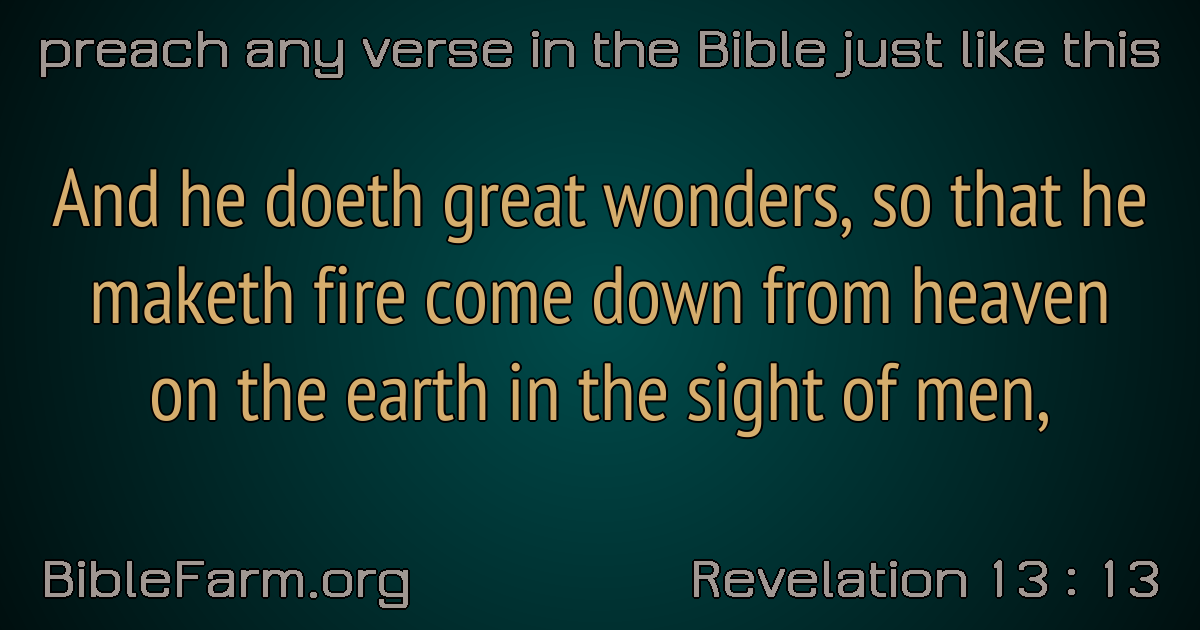 preach any verse in the Bible just like this
And he doeth great wonders, so that he
maketh fire come down from heaven
on the earth in the sight of men,
BibleFarm.org
Revelation 13 : 13